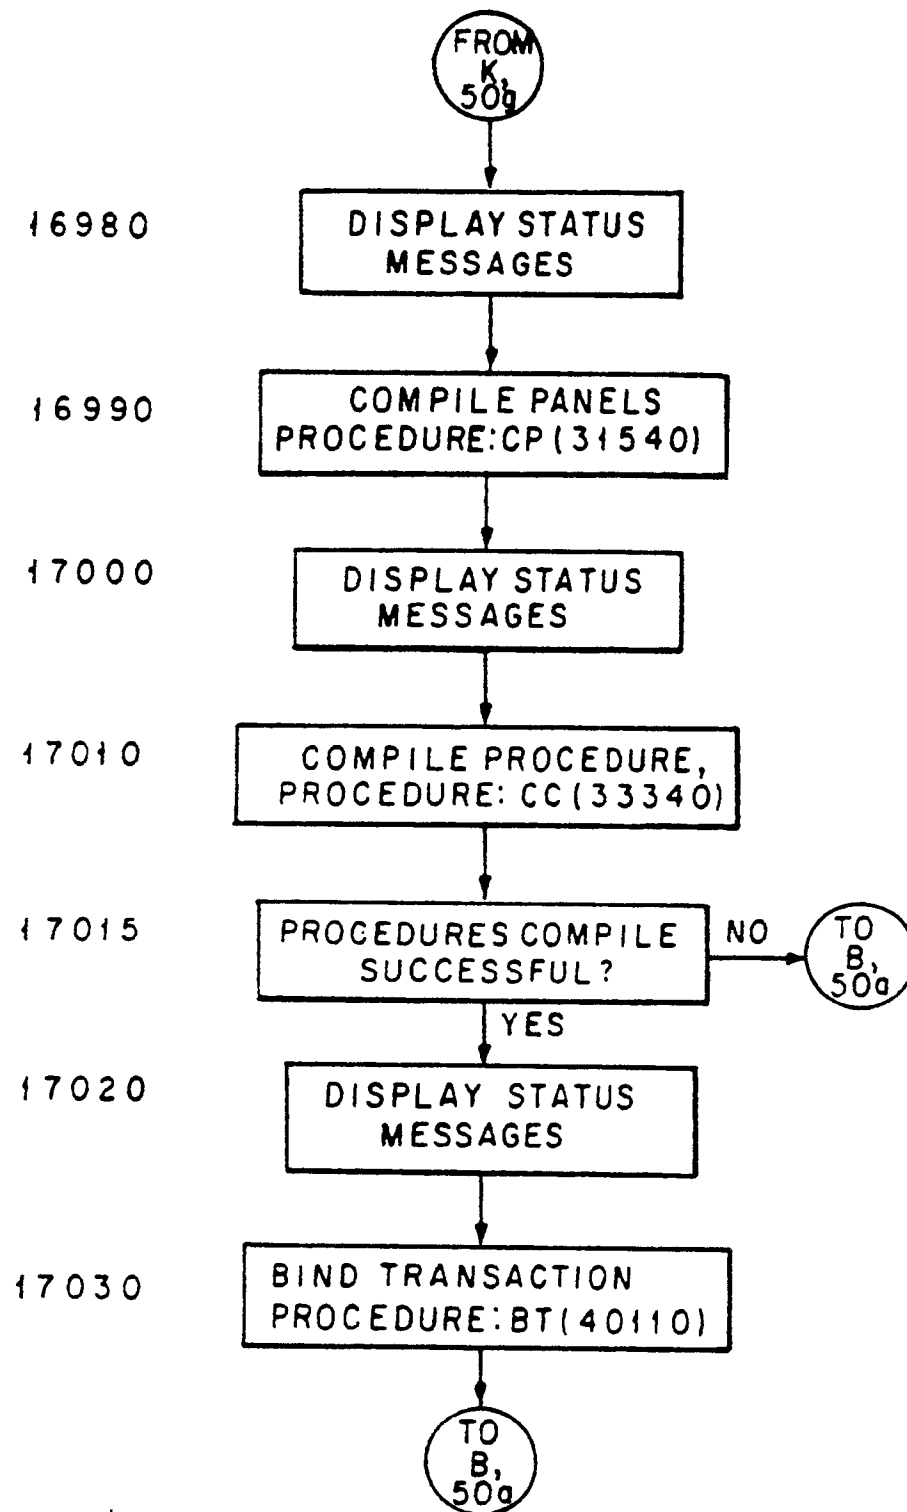 FROM
K,
50g
16980
DISPLAY STATUS
MESSAGES
16990
COMPILE PANELS
PROCEDURE:CP(31540)
17000
DISPLAY STATUS
MESSAGES
17010
COMPILE PROCEDURE,
PROCEDURE: CC(33340)
17015
PROCEDURES COMPILE
SUCCESSFUL?
NO
TO
B,
50a
YES
17020
DISPLAY STATUS
MESSAGES
17030
BIND TRANSACTION
PROCEDURE:BT(40110)
TO
B,
50a